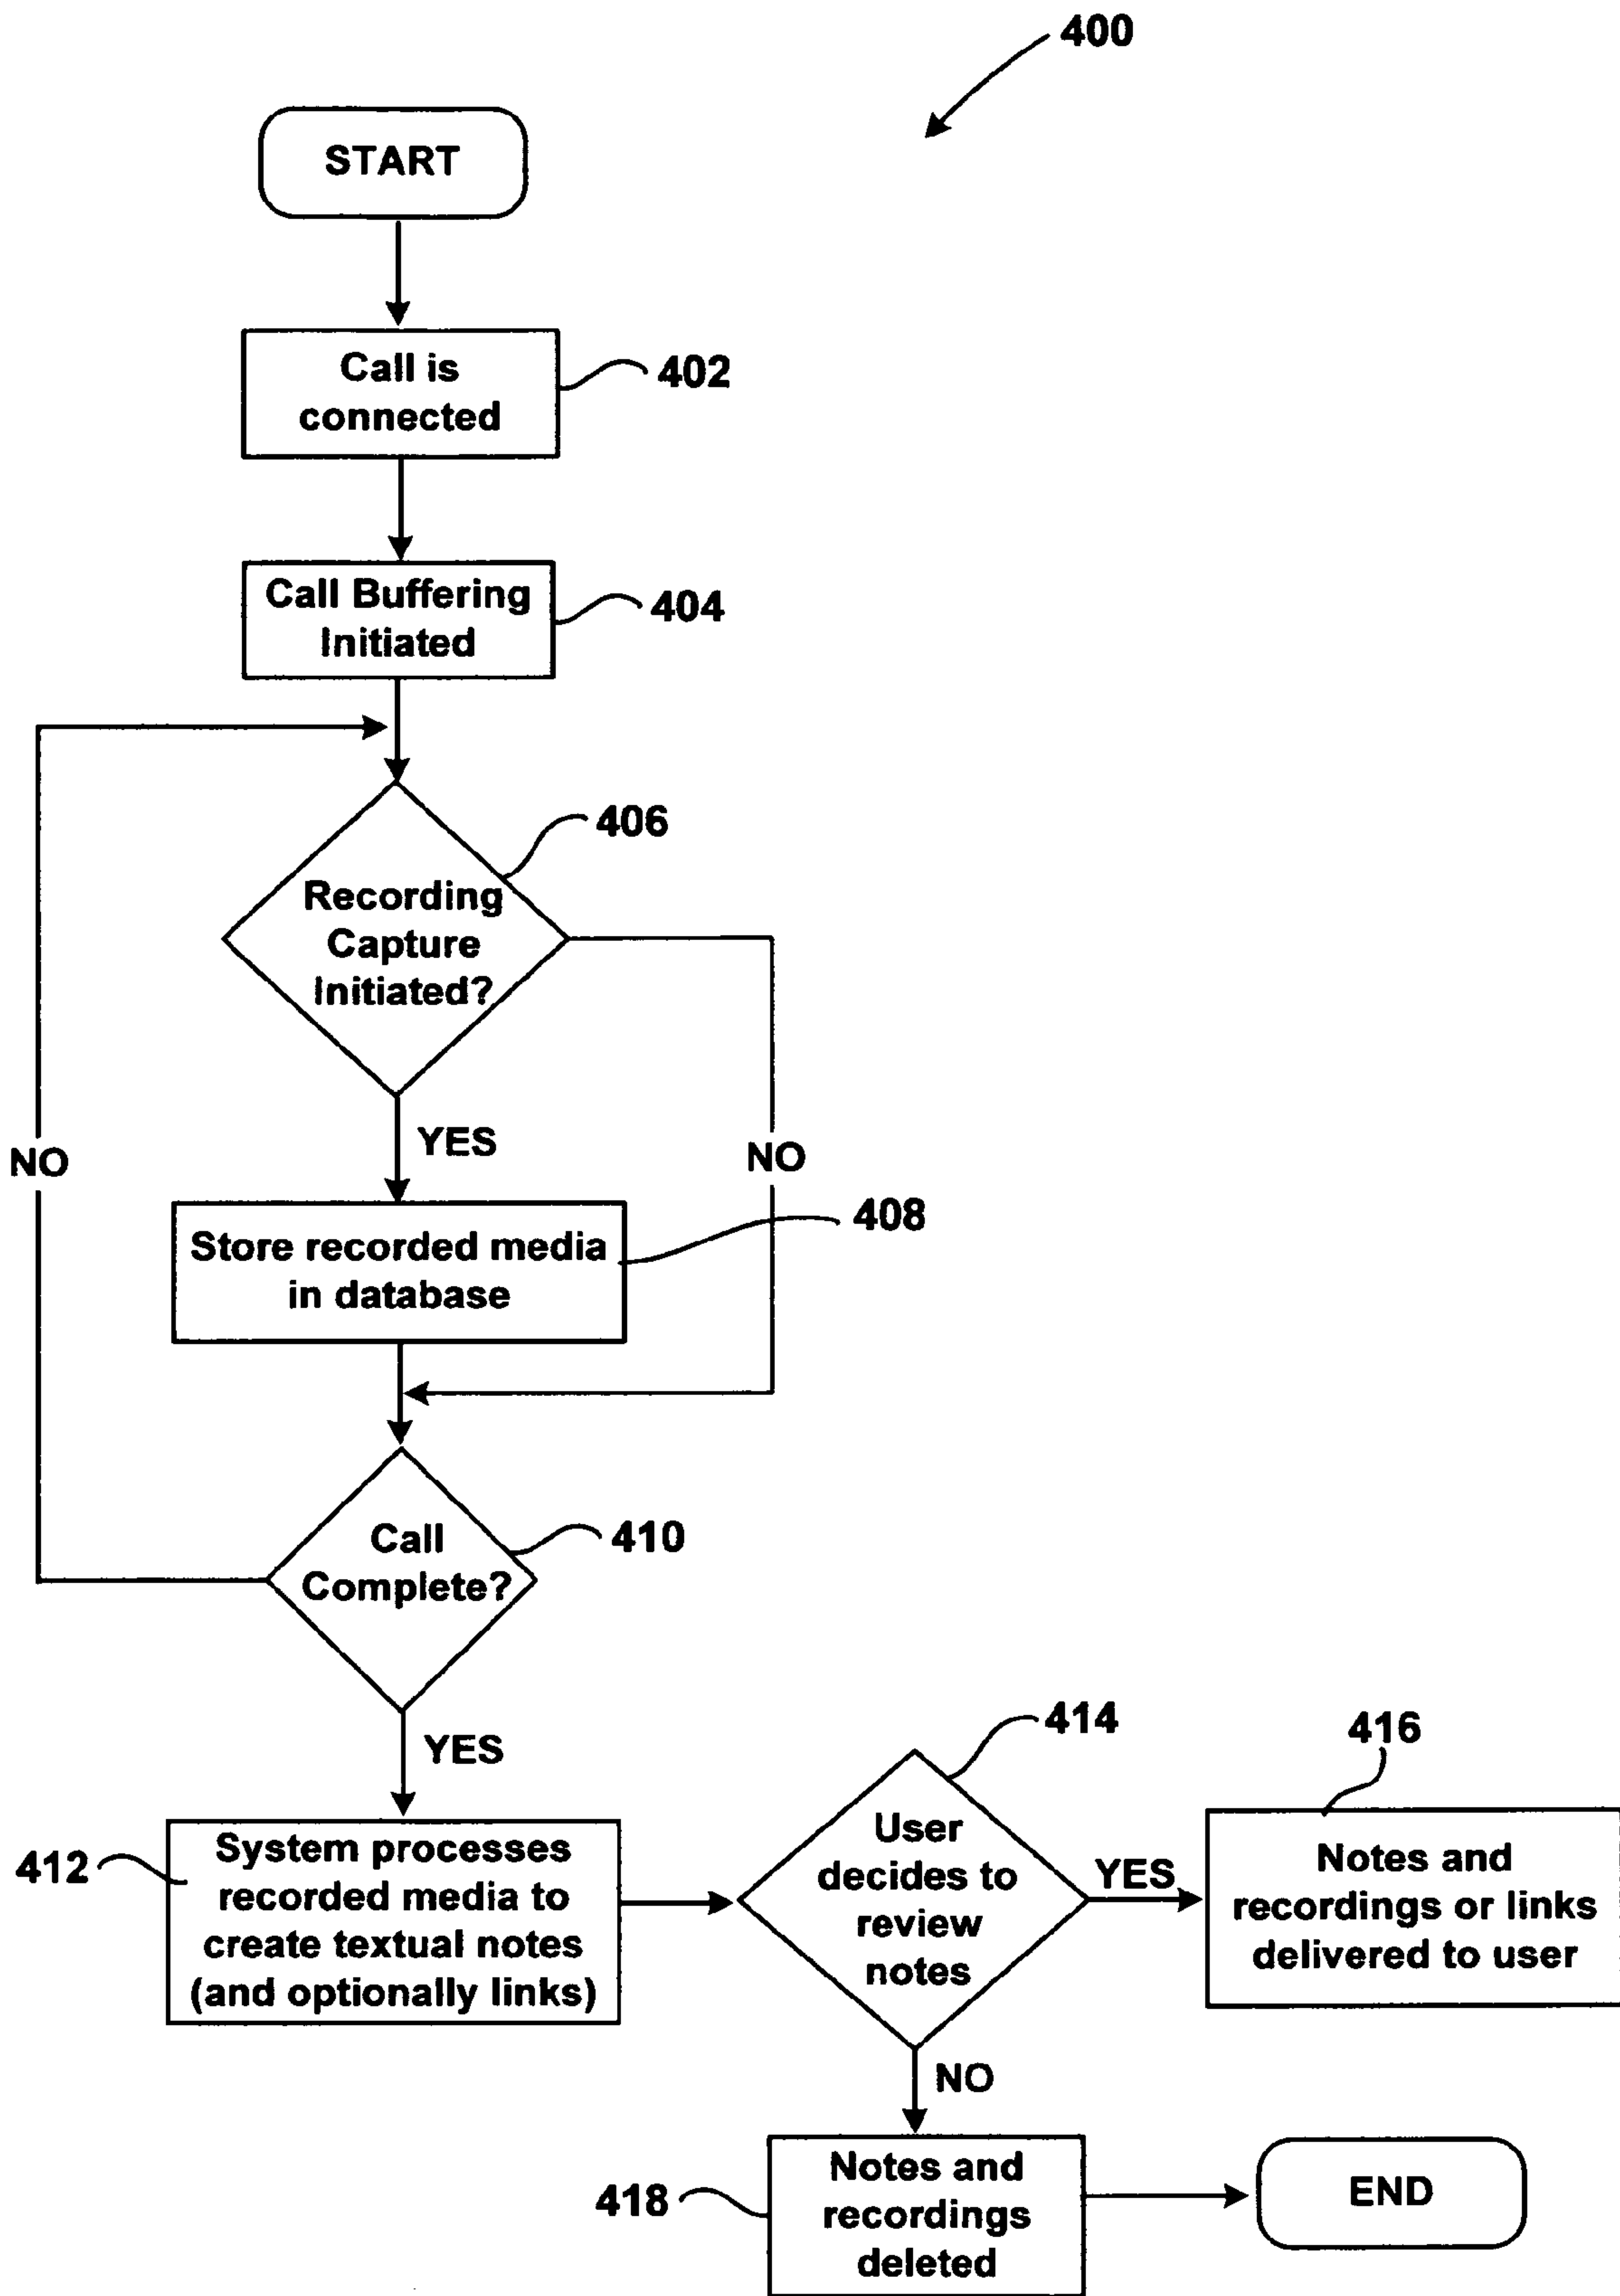 400
START
Call is
connected
402
Call Buffering
Initiated
404
406
Recording
Capture
Initiated?
YES
NO
NO
Store recorded media
in database
408
Call
Complete?
410
YES
412
System processes
recorded media to
create textual notes
(and optionally links)
414
User
decides to
review
notes
YES
416
Notes and
recordings or links
delivered to user
NO
418
Notes and
recordings
deleted
END